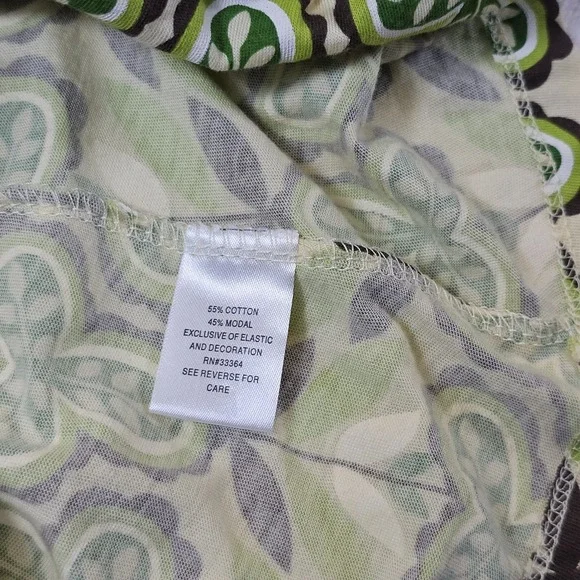 55% COTTON
45% MODAL
EXCLUSIVE OF ELASTIC
AND DECORATION
RN#33364
SEE REVERSE FOR
CARE